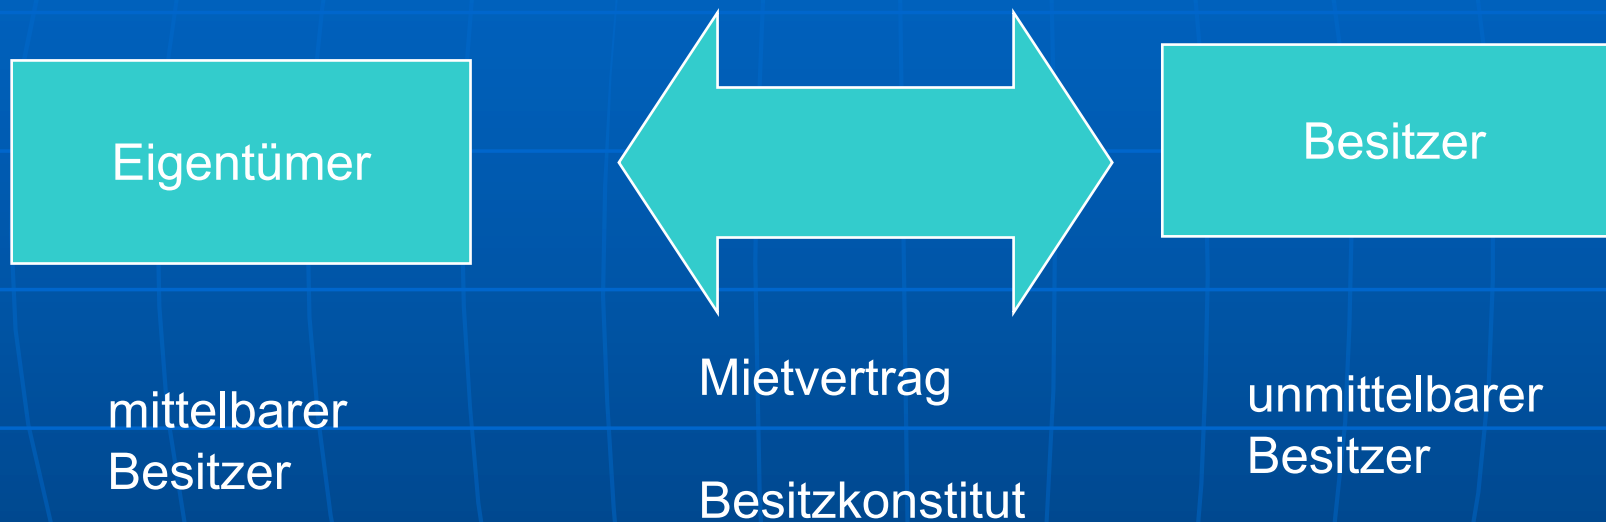 Eigentümer
Besitzer
mittelbarer
Besitzer
Mietvertrag
Besitzkonstitut
unmittelbarer
Besitzer